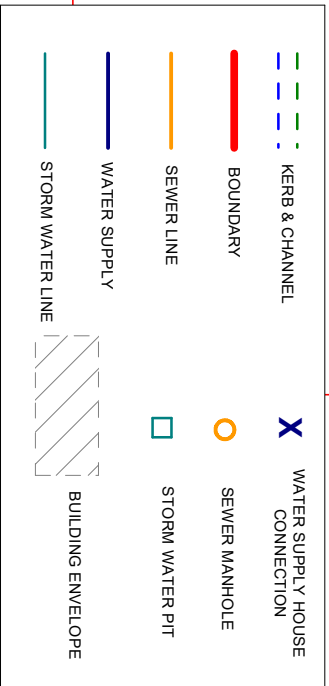 KERB & CHANNEL
BOUNDARY
SEWER LINE
WATER SUPPLY
STORM WATER LINE
X
WATER SUPPLY HOUSE
CONNECTION
SEWER MANHOLE
STORM WATER PIT
BUILDING ENVELOPE